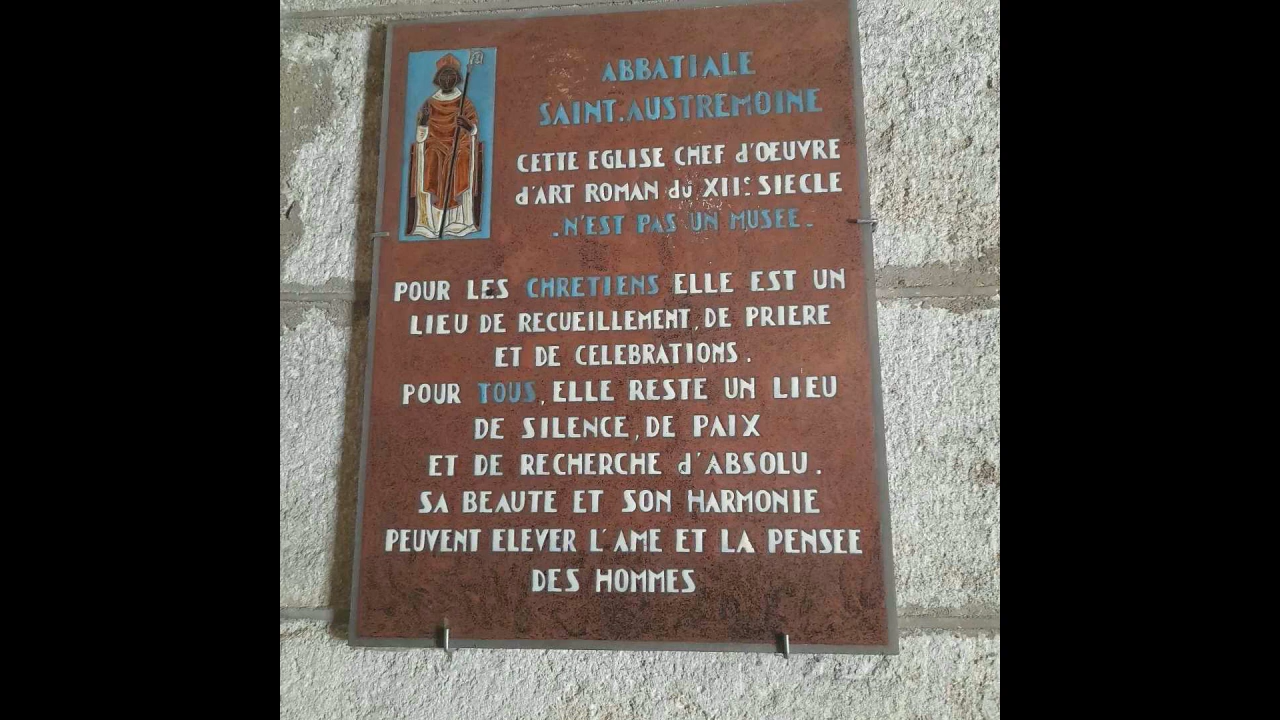 ABBATIALE
SAINT.AUSTREMOINE
CETTE EGLISE CHEF d'ŒUVRE
d'ART ROMAN du XIIe SIECLE
. N'EST PAS UN MUSEE .
POUR LES CHRETIENS ELLE EST UN
LIEU DE RECUEILLEMENT, DE PRIERE
ET DE CELEBRATIONS .
POUR TOUS, ELLE RESTE UN LIEU
DE SILENCE, DE PAIX
ET DE RECHERCHE d'ABSOLU .
SA BEAUTE ET SON HARMONIE
PEUVENT ELEVER L'AME ET LA PENSEE
DES HOMMES